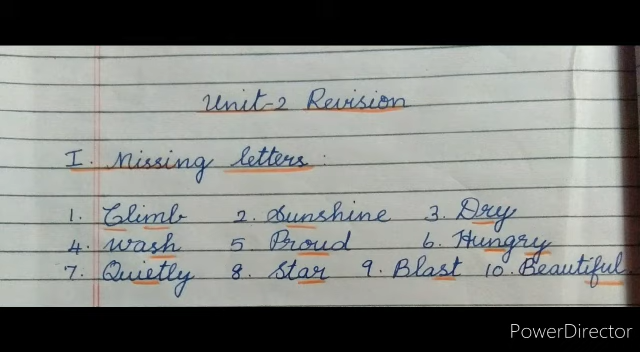 Unit-2 Revision
I. Missing letters:
1. Climb 2. Sunshine 3. Dry
4. Wash 5. Proud 6. Hungry
7. Quietly 8. Star 9. Blast 10. Beautiful
PowerDirector